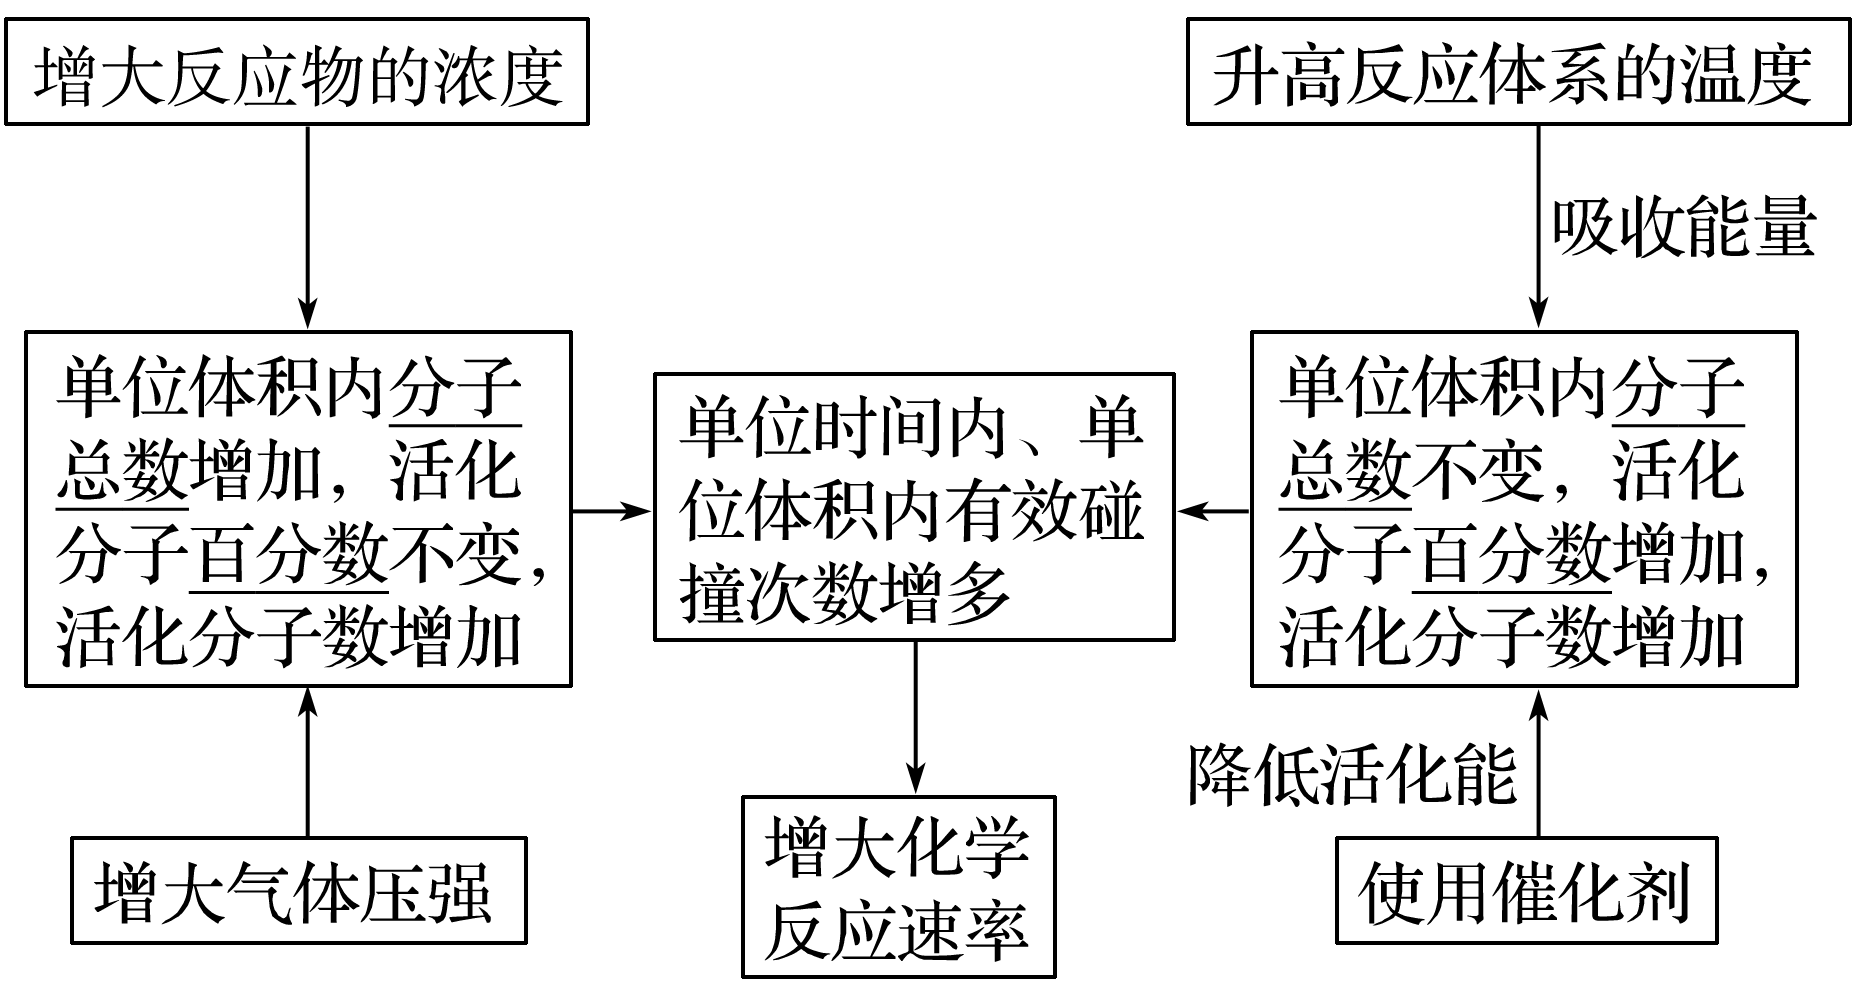 增大反应物的浓度
升高反应体系的温度
吸收能量
单位体积内分子
总数增加，活化
分子百分数不变，
活化分子数增加
单位时间内、单
位体积内有效碰
撞次数增多
单位体积内分子
总数不变，活化
分子百分数增加，
活化分子数增加
降低活化能
增大气体压强
增大化学
反应速率
使用催化剂